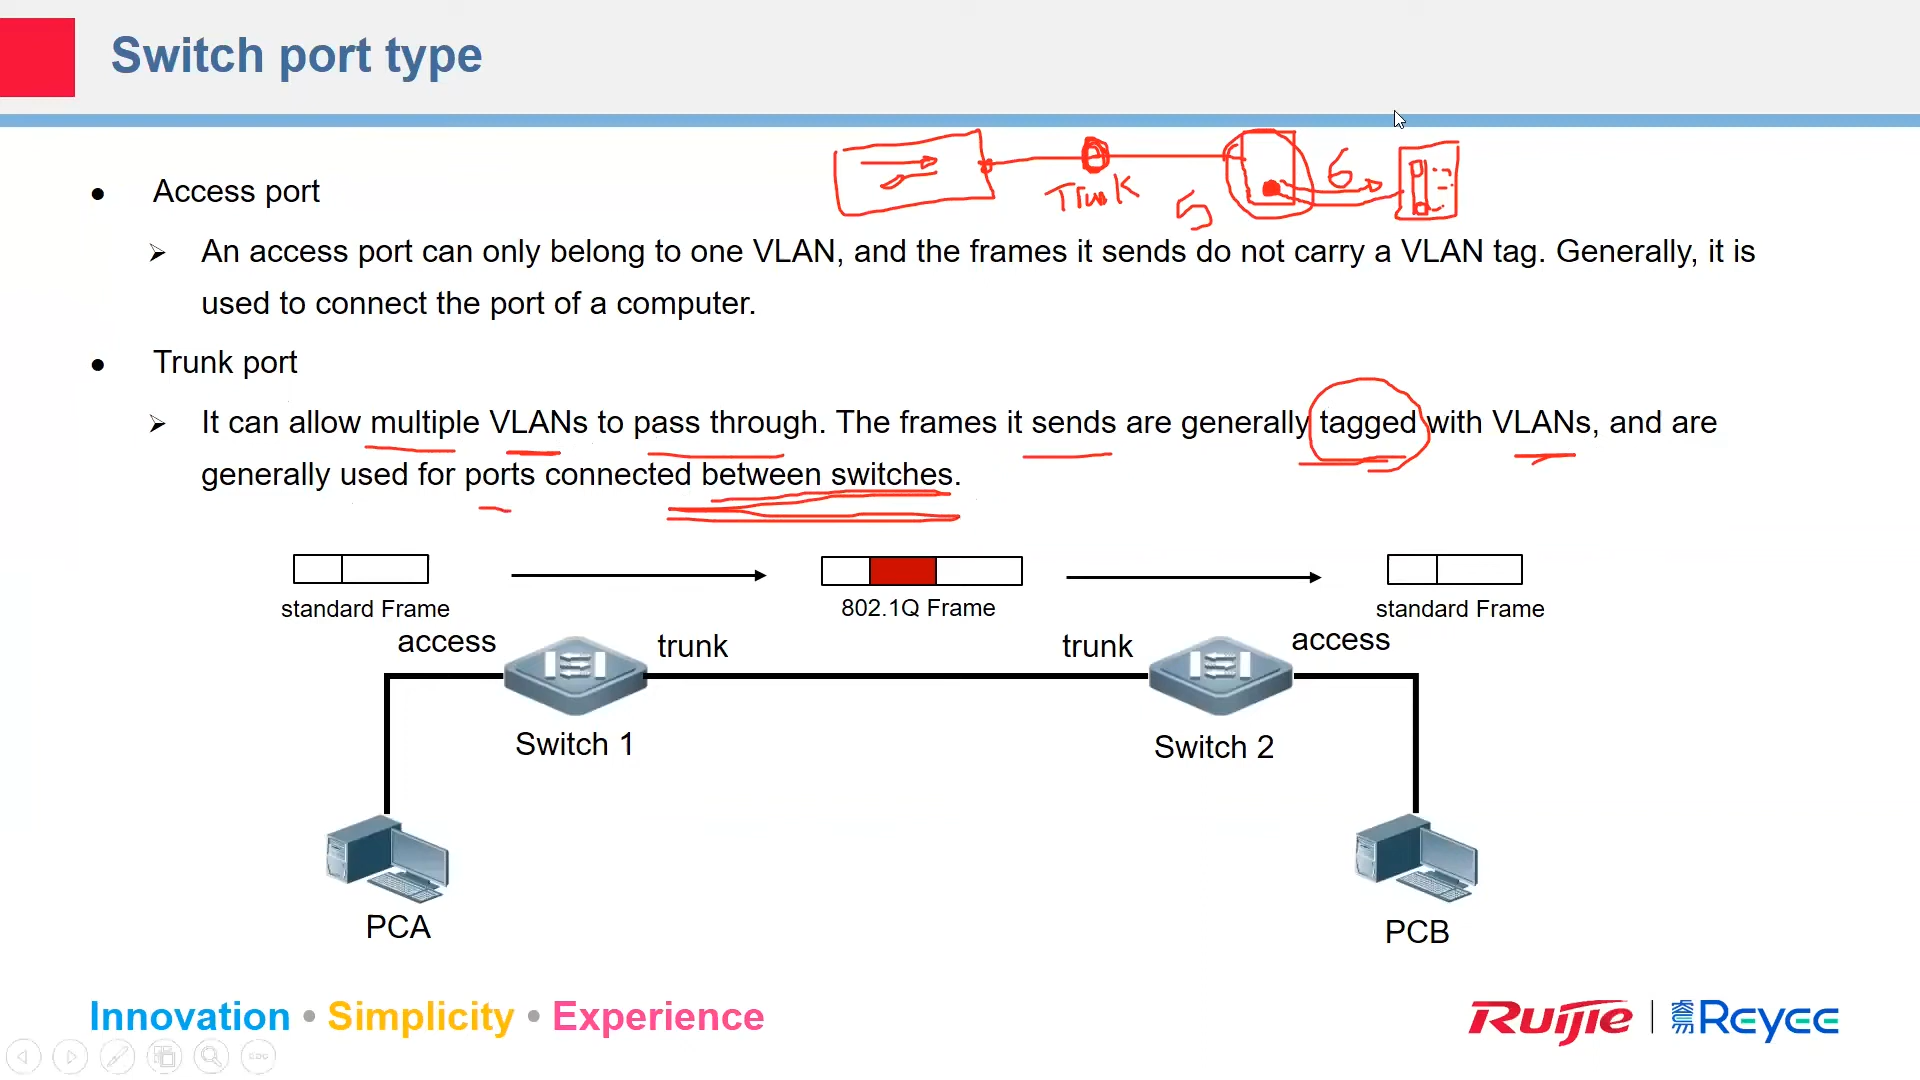 Switch port type
Trunk
5
6
Access port
An access port can only belong to one VLAN, and the frames it sends do not carry a VLAN tag. Generally, it is
used to connect the port of a computer.
Trunk port
It can allow multiple VLANs to pass through. The frames it sends are generally tagged with VLANs, and are
generally used for ports connected between switches.
standard Frame
802.1Q Frame
standard Frame
access
trunk
trunk
access
Switch 1
Switch 2
PCA
PCB
Innovation • Simplicity • Experience
Ruijie | 睿易 Reyee